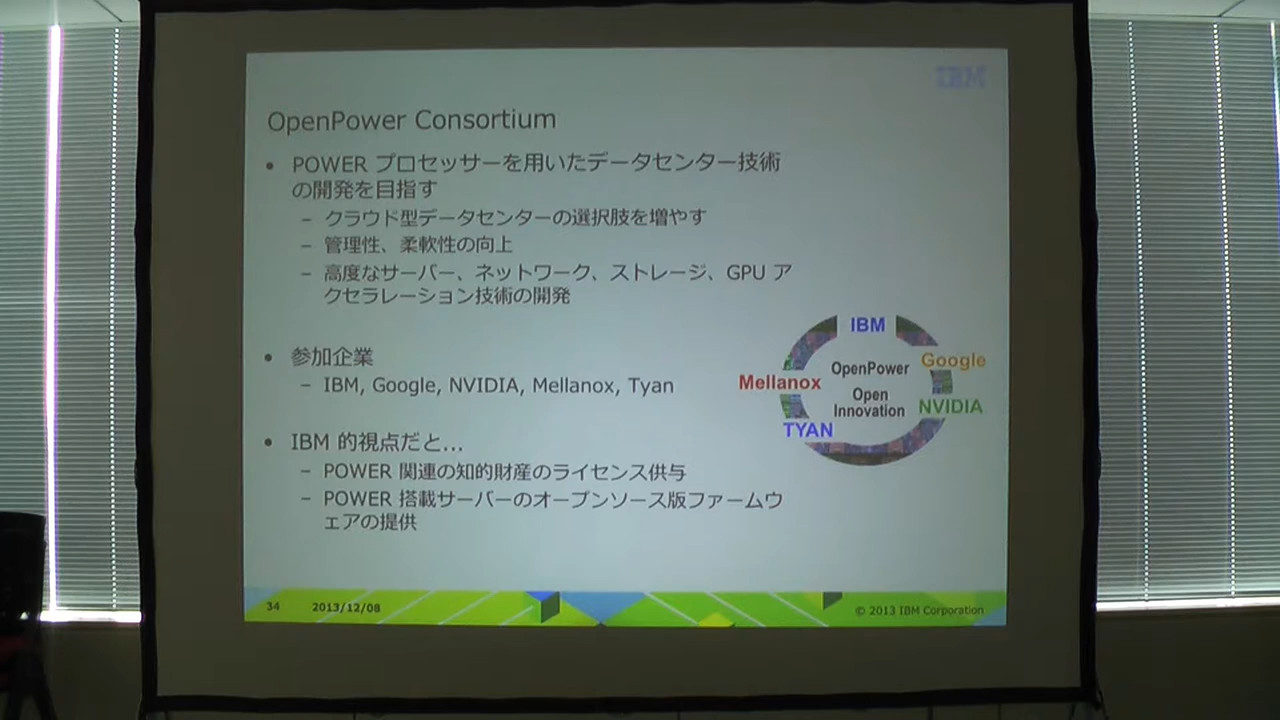 IBM
OpenPower Consortium
• POWER プロセッサーを用いたデータセンター技術
の開発を目指す
– クラウド型データセンターの選択肢を増やす
– 管理性、柔軟性の向上
– 高度なサーバー、ネットワーク、ストレージ、GPU ア
クセラレーション技術の開発
• 参加企業
– IBM, Google, NVIDIA, Mellanox, Tyan
• IBM 的視点だと...
– POWER 関連の知的財産のライセンス供与
– POWER 搭載サーバーのオープンソース版ファームウ
ェアの提供
IBM
Google
NVIDIA
TYAN
Mellanox
OpenPower
Open
Innovation
34 2013/12/08
© 2013 IBM Corporation